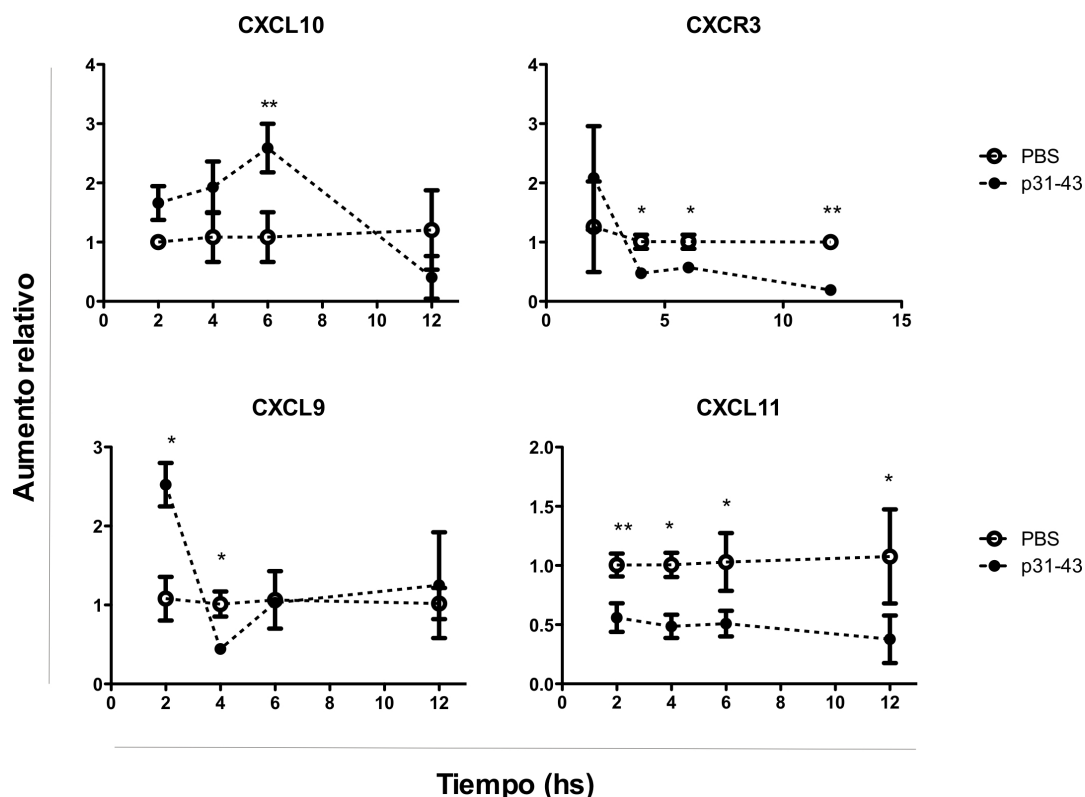 CXCL10
4
3
2
1
0
0 2 4 6 8 10 12
**
CXCR3
4
3
2
1
0
0 5 10 15
* * **
PBS
p31-43
Aumento relativo
CXCL9
3
2
1
0
0 2 4 6 8 10 12
*
*
CXCL11
2.0
1.5
1.0
0.5
0.0
0 2 4 6 8 10 12
** * * *
PBS
p31-43
Tiempo (hs)